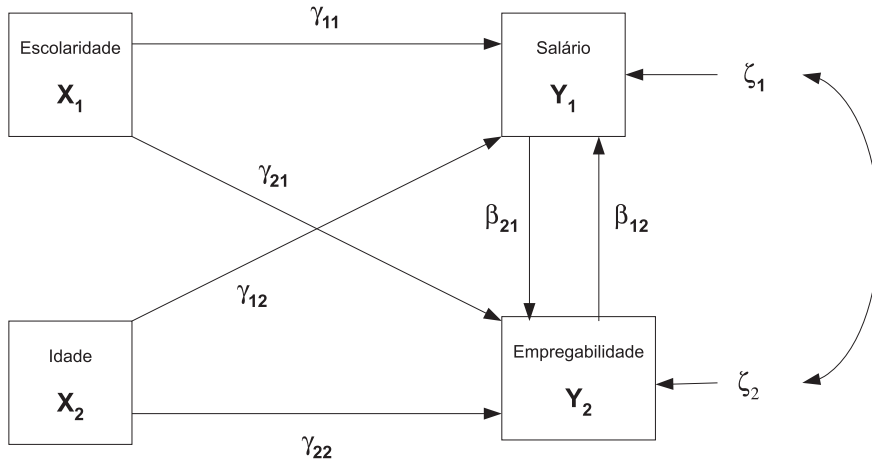 γ11
Escolaridade
X1
Salário
Y1
ζ1
γ21
β21
β12
γ12
Idade
X2
Empregabilidade
Y2
ζ2
γ22